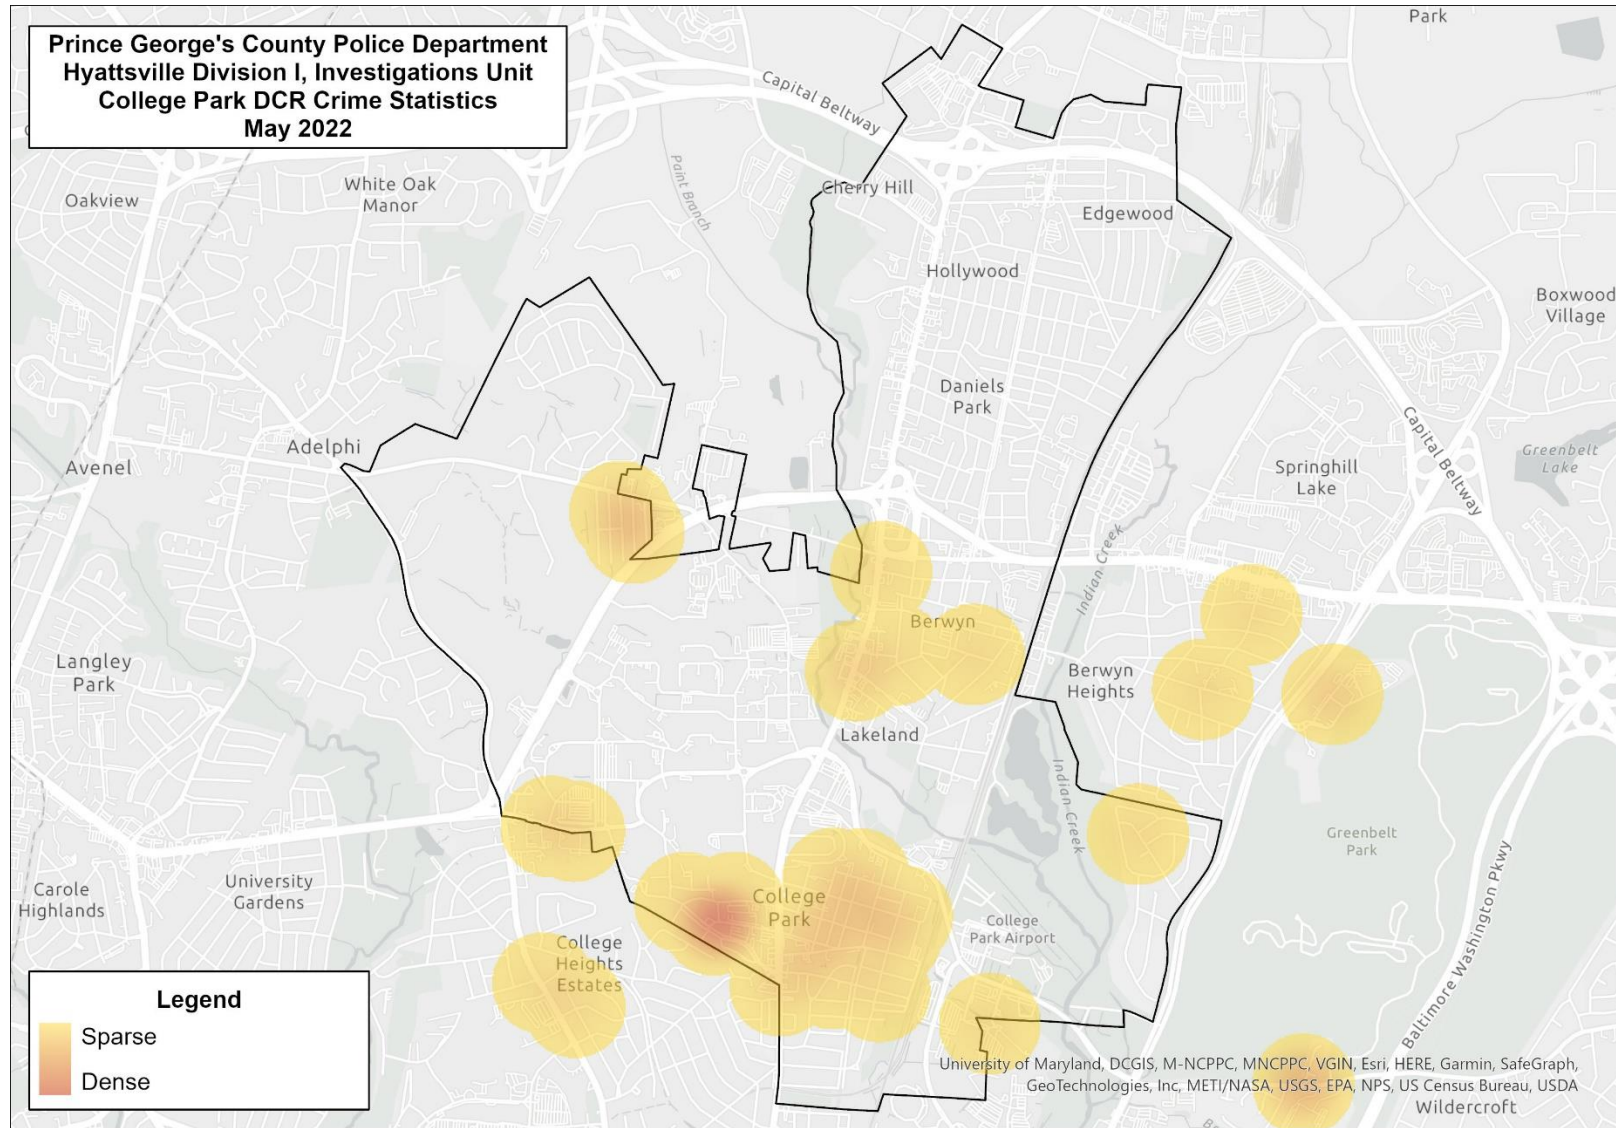 Prince George's County Police Department
Hyattsville Division I, Investigations Unit
College Park DCR Crime Statistics
May 2022
Park
Capital Beltway
Paint Branch
Oakview
White Oak
Manor
Cherry Hill
Edgewood
Hollywood
Boxwood
Village
Daniels
Park
Adelphi
Avenel
Springhill
Lake
Capital Beltway
Greenbelt
Lake
Indian Creek
Berwyn
Langley
Park
Berwyn
Heights
Lakeland
Indian Creek
Greenbelt
Park
Baltimore Washington Pkwy
Carole
Highlands
University
Gardens
College
Park
College
Park Airport
College
Heights
Estates
Legend
Sparse
Dense
University of Maryland, DCGIS, M-NCPPC, MNCPPC, VGIN, Esri, HERE, Garmin, SafeGraph,
GeoTechnologies, Inc, METI/NASA, USGS, EPA, NPS, US Census Bureau, USDA
Wildercroft